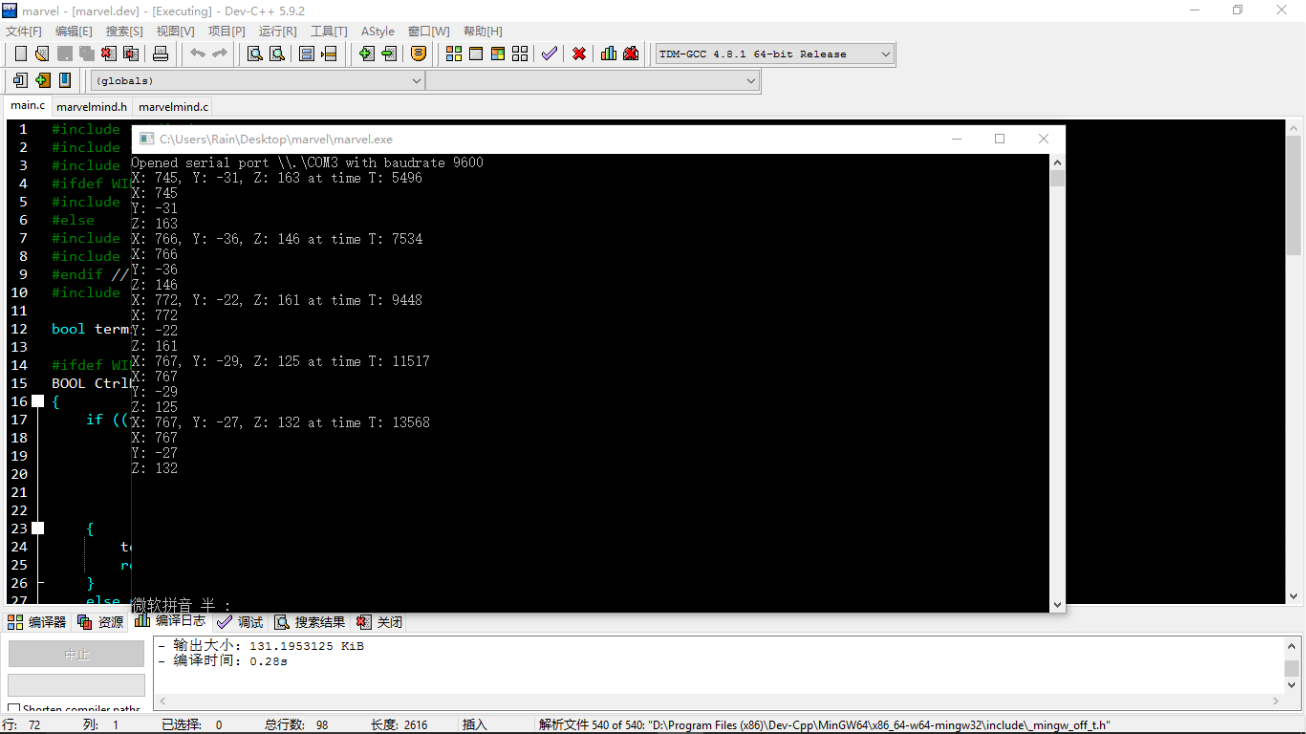 marvel - [marvel.dev] - [Executing] - Dev-C++ 5.9.2
文件[F] 编辑[E] 搜索[S] 视图[V] 项目[P] 运行[R] 工具[T] AStyle 窗口[W] 帮助[H]
TDM-GCC 4.8.1 64-bit Release
(globals)
main.c marvelmind.h marvelmind.c
C:\Users\Rain\Desktop\marvel\marvel.exe
Opened serial port \\.\COM3 with baudrate 9600
X: 745, Y: -31, Z: 163 at time T: 5496
X: 745
Y: -31
Z: 163
X: 766, Y: -36, Z: 146 at time T: 7534
X: 766
Y: -36
Z: 146
X: 772, Y: -22, Z: 161 at time T: 9448
X: 772
Y: -22
Z: 161
X: 767, Y: -29, Z: 125 at time T: 11517
X: 767
Y: -29
Z: 125
X: 767, Y: -27, Z: 132 at time T: 13568
X: 767
Y: -27
Z: 132
微软拼音 半 :
1 #include
2 #include
3 #include
4 #ifdef WI
5 #include
6 #else
7 #include
8 #include
9 #endif //
10 #include
11
12 bool term
13
14 #ifdef WI
15 BOOL Ctrl
16 {
17 if ((
18
19
20
21
22
23 {
24 t
25 r
26 }
27 else
编译器 资源 编译日志 调试 搜索结果 关闭
中止
Shorten compiler paths
- 输出大小: 131.1953125 KiB
- 编译时间: 0.28s
行: 72 列: 1 已选择: 0 总行数: 98 长度: 2616 插入 解析文件 540 of 540: "D:\Program Files (x86)\Dev-Cpp\MinGW64\x86_64-w64-mingw32\include\_mingw_off_t.h"